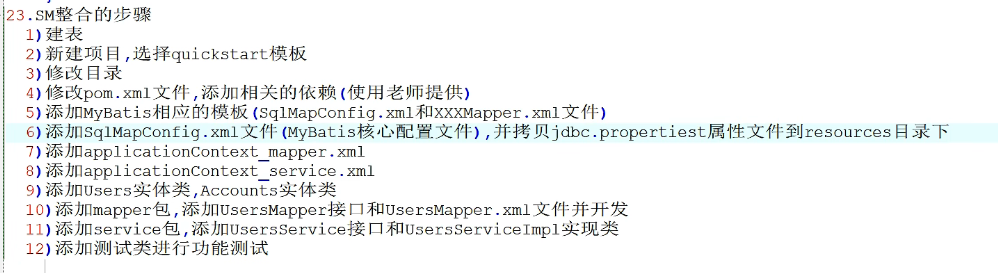 23.SM整合的步骤
1)建表
2)新建项目,选择quickstart模板
3)修改目录
4)修改pom.xml文件,添加相关的依赖(使用老师提供)
5)添加MyBatis相应的模板(SqlMapConfig.xml和XXXMapper.xml文件)
6)添加SqlMapConfig.xml文件(MyBatis核心配置文件),并拷贝jdbc.propertiest属性文件到resources目录下
7)添加applicationContext_mapper.xml
8)添加applicationContext_service.xml
9)添加Users实体类,Accounts实体类
10)添加mapper包,添加UsersMapper接口和UsersMapper.xml文件并开发
11)添加service包,添加UsersService接口和UsersServiceImpl实现类
12)添加测试类进行功能测试